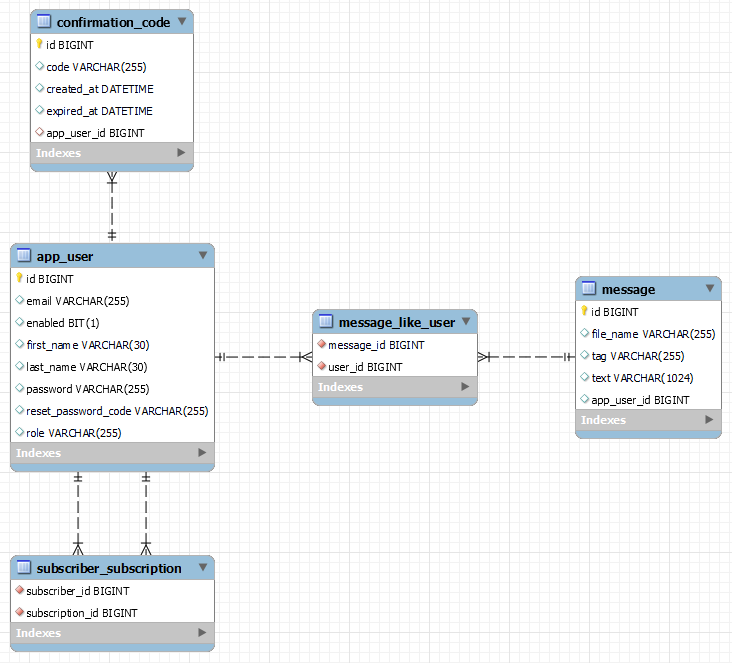 confirmation_code
id BIGINT
code VARCHAR(255)
created_at DATETIME
expired_at DATETIME
app_user_id BIGINT
Indexes
app_user
id BIGINT
email VARCHAR(255)
enabled BIT(1)
first_name VARCHAR(30)
last_name VARCHAR(30)
password VARCHAR(255)
reset_password_code VARCHAR(255)
role VARCHAR(255)
Indexes
message_like_user
message_id BIGINT
user_id BIGINT
Indexes
message
id BIGINT
file_name VARCHAR(255)
tag VARCHAR(255)
text VARCHAR(1024)
app_user_id BIGINT
Indexes
subscriber_subscription
subscriber_id BIGINT
subscription_id BIGINT
Indexes